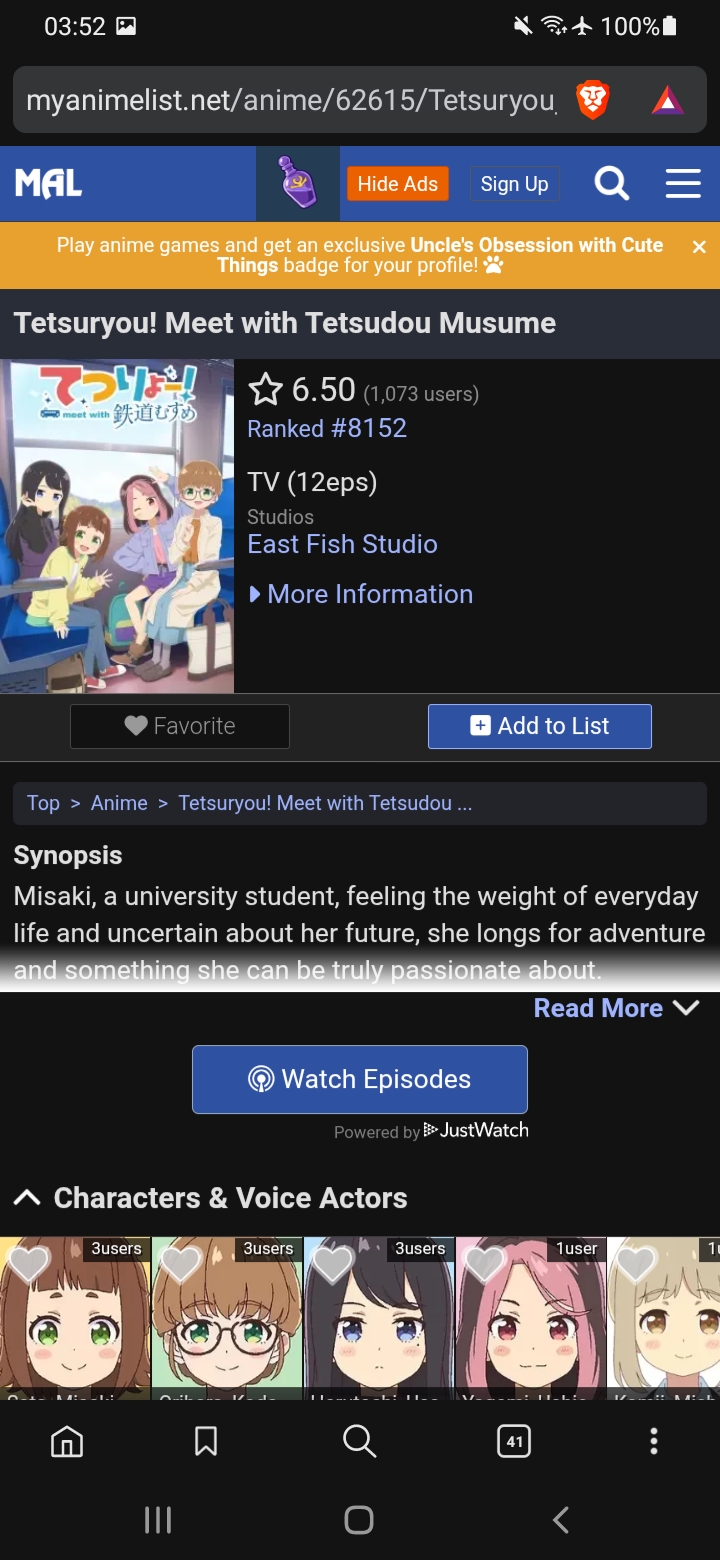 03:52
100%
myanimelist.net/anime/62615/Tetsuryou_
MAL
Hide Ads
Sign Up
Play anime games and get an exclusive Uncle's Obsession with Cute
Things badge for your profile!
×
Tetsuryou! Meet with Tetsudou Musume
てつりょー!
meet with 鉄道むすめ
6.50 (1,073 users)
Ranked #8152
TV (12eps)
Studios
East Fish Studio
More Information
Favorite
Add to List
Top > Anime > Tetsuryou! Meet with Tetsudou ...
Synopsis
Misaki, a university student, feeling the weight of everyday
life and uncertain about her future, she longs for adventure
and something she can be truly passionate about.
Read More
Watch Episodes
Powered by JustWatch
Characters & Voice Actors
3users
3users
3users
1user
41